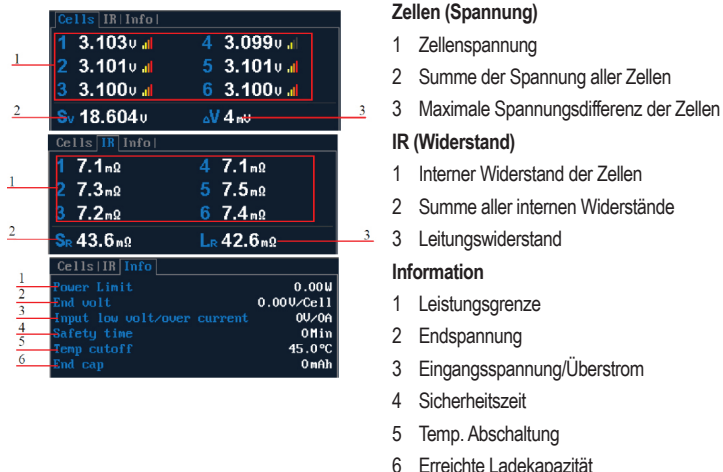 Cells IR Info
1 3.103v 4 3.099v
2 3.101v 5 3.101v
3 3.100v 6 3.100v
Sv 18.604v ΔV 4mv
1
2
3
Cells IR Info
1 7.1mΩ 4 7.1mΩ
2 7.3mΩ 5 7.5mΩ
3 7.2mΩ 6 7.4mΩ
SR 43.6mΩ LR 42.6mΩ
1
2
3
Cells IR Info
1 Power Limit 0.00W
2 End volt 0.00V/Cell
3 Input low volt/over current 0V/0A
4 Safety time 0Min
5 Temp cutoff 45.0°C
6 End cap 0mAh
Zellen (Spannung)
1 Zellenspannung
2 Summe der Spannung aller Zellen
3 Maximale Spannungsdifferenz der Zellen
IR (Widerstand)
1 Interner Widerstand der Zellen
2 Summe aller internen Widerstände
3 Leitungswiderstand
Information
1 Leistungsgrenze
2 Endspannung
3 Eingangsspannung/Überstrom
4 Sicherheitszeit
5 Temp. Abschaltung
6 Erreichte Ladekapazität